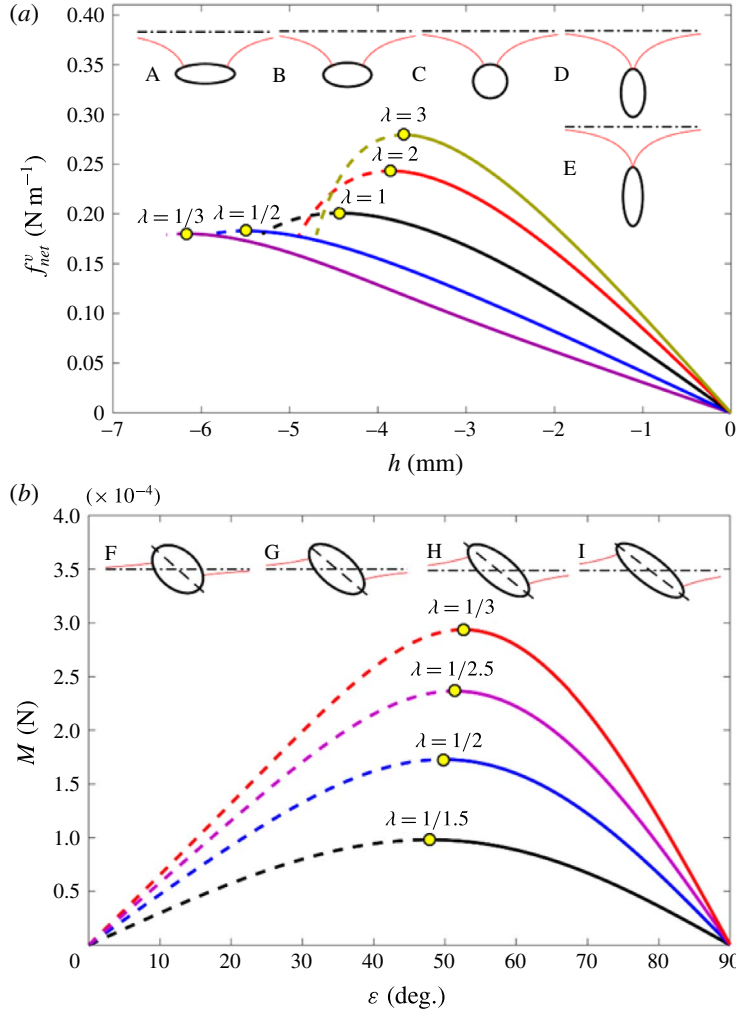 (a)
0.40
0.35
0.30
0.25
0.20
0.15
0.10
0.05
0
f^v_net (N m⁻¹)
A B C D
E
λ = 3
λ = 2
λ = 1
λ = 1/2
λ = 1/3
–7 –6 –5 –4 –3 –2 –1 0
h (mm)
(b)
(× 10⁻⁴)
4.0
3.5
3.0
2.5
2.0
1.5
1.0
0.5
M (N)
F G H I
λ = 1/3
λ = 1/2.5
λ = 1/2
λ = 1/1.5
0 10 20 30 40 50 60 70 80 90
ε (deg.)